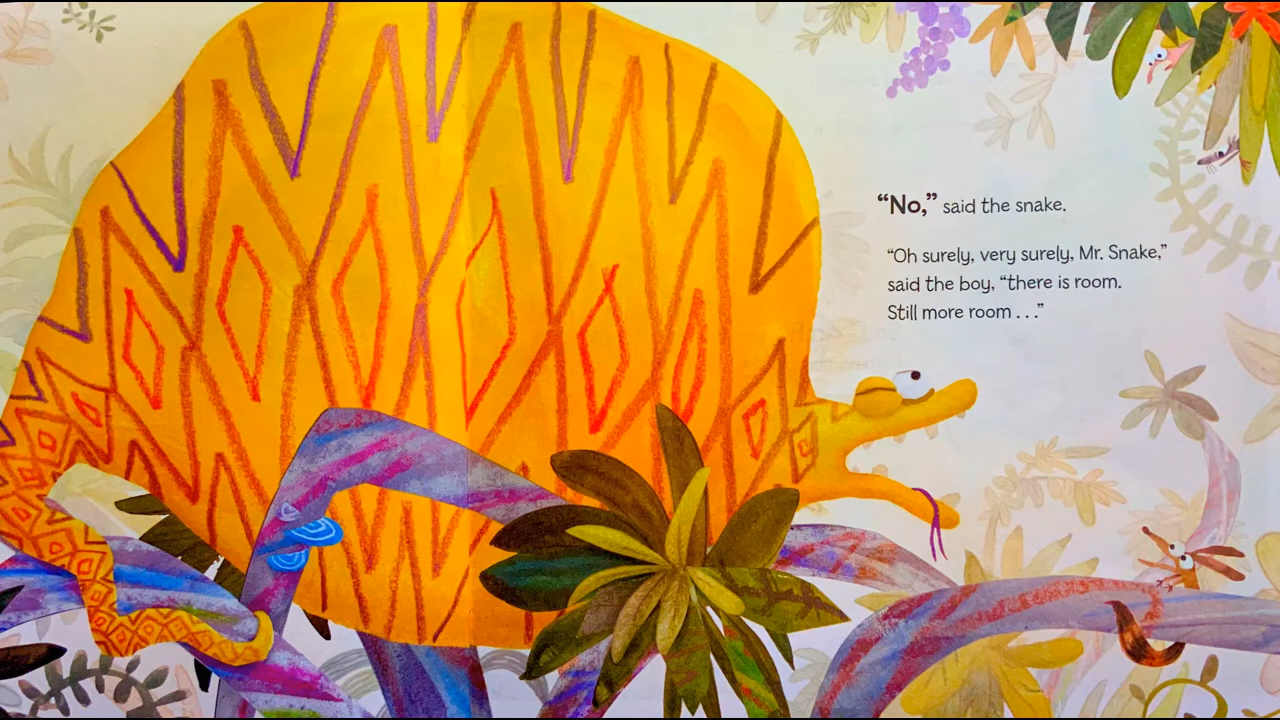 “No,” said the snake.
“Oh surely, very surely, Mr. Snake,”
said the boy, “there is room.
Still more room . . .”